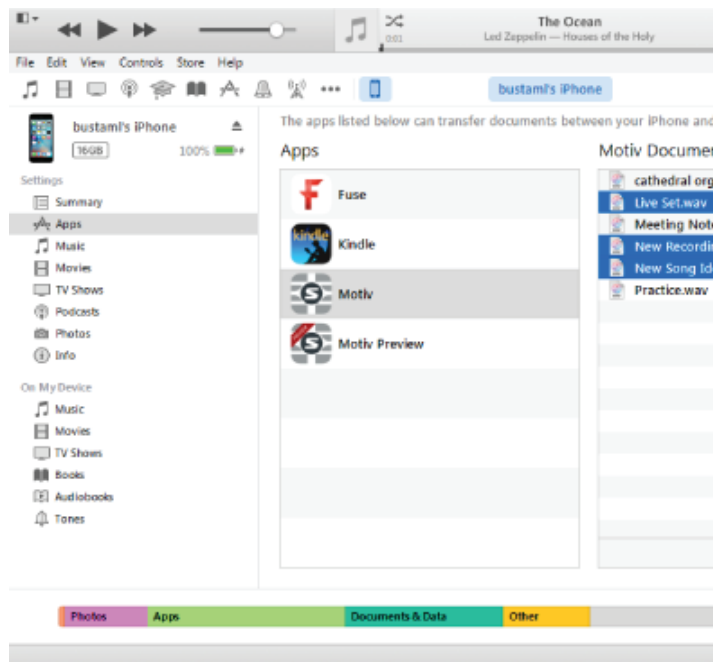 The Ocean
0:01
Led Zeppelin — Houses of the Holy
File Edit View Controls Store Help
bustaml's iPhone
bustaml's iPhone
16GB
100%
The apps listed below can transfer documents between your iPhone and
Settings
Summary
Apps
Music
Movies
TV Shows
Podcasts
Photos
Info
On My Device
Music
Movies
TV Shows
Books
Audiobooks
Tones
Apps
Fuse
kindle
Kindle
Motiv
Motiv Preview
Motiv Documen
cathedral org
Live Set.wav
Meeting Note
New Recordin
New Song Id
Practice.wav
Photos Apps Documents & Data Other